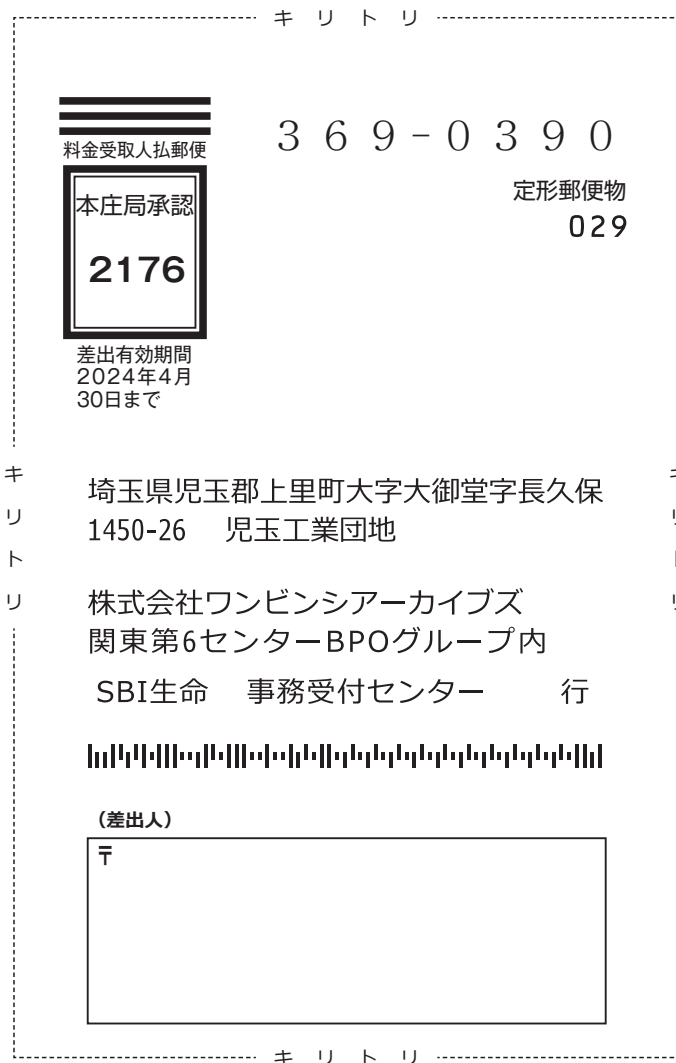 キリトリ
料金受取人払郵便
369-0390
本庄局承認
2176
定形郵便物
029
差出有効期間
2024年4月
30日まで
キリトリ
キリトリ
埼玉県児玉郡上里町大字大御堂字長久保
1450-26　児玉工業団地
株式会社ワンビシアーカイブズ
関東第6センターBPOグループ内
SBI生命　事務受付センター　行
（差出人）
〒
キリトリ